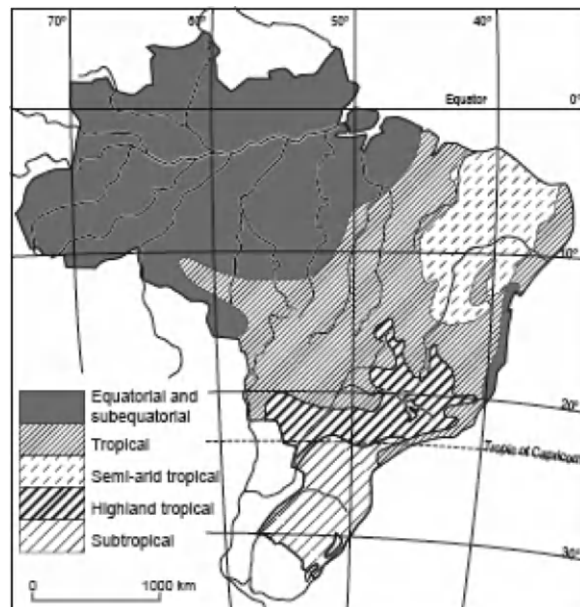 70° 60° 50° 40°
Equator 0°
10°
20°
Tropic of Capricorn
30°
Equatorial and
subequatorial
Tropical
Semi-arid tropical
Highland tropical
Subtropical
0 1000 km